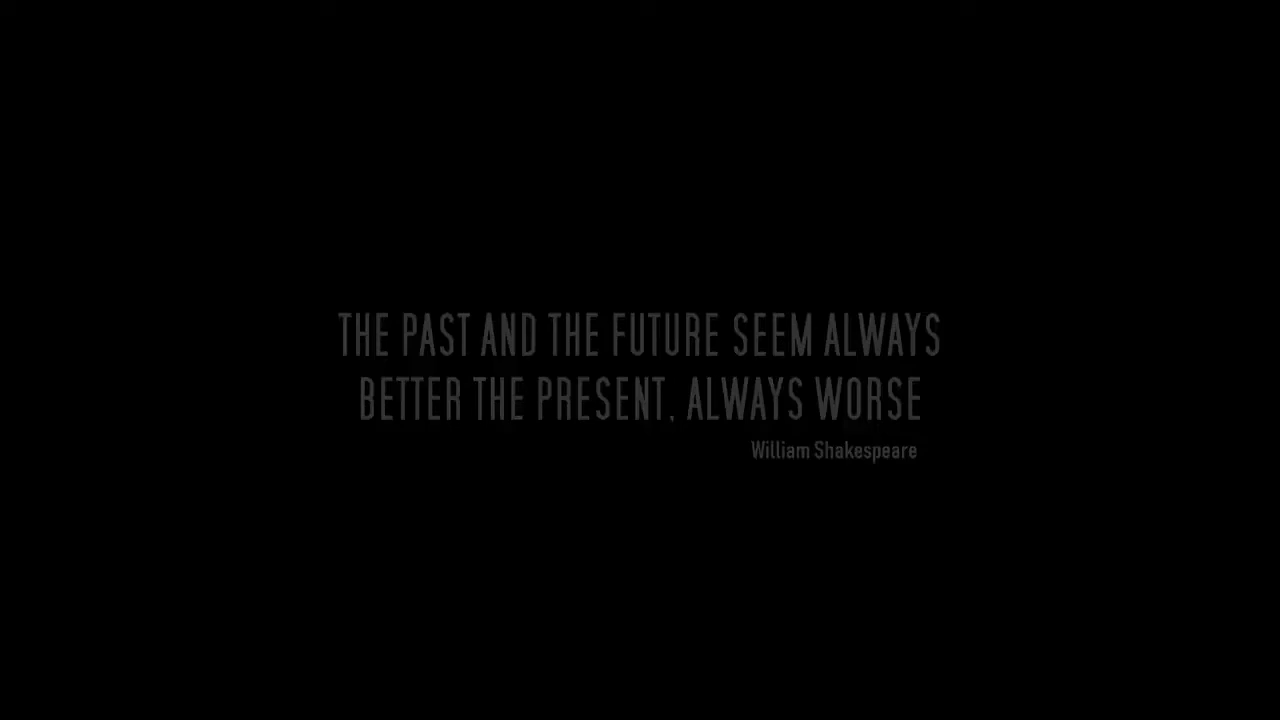 THE PAST AND THE FUTURE SEEM ALWAYS
BETTER THE PRESENT, ALWAYS WORSE
William Shakespeare